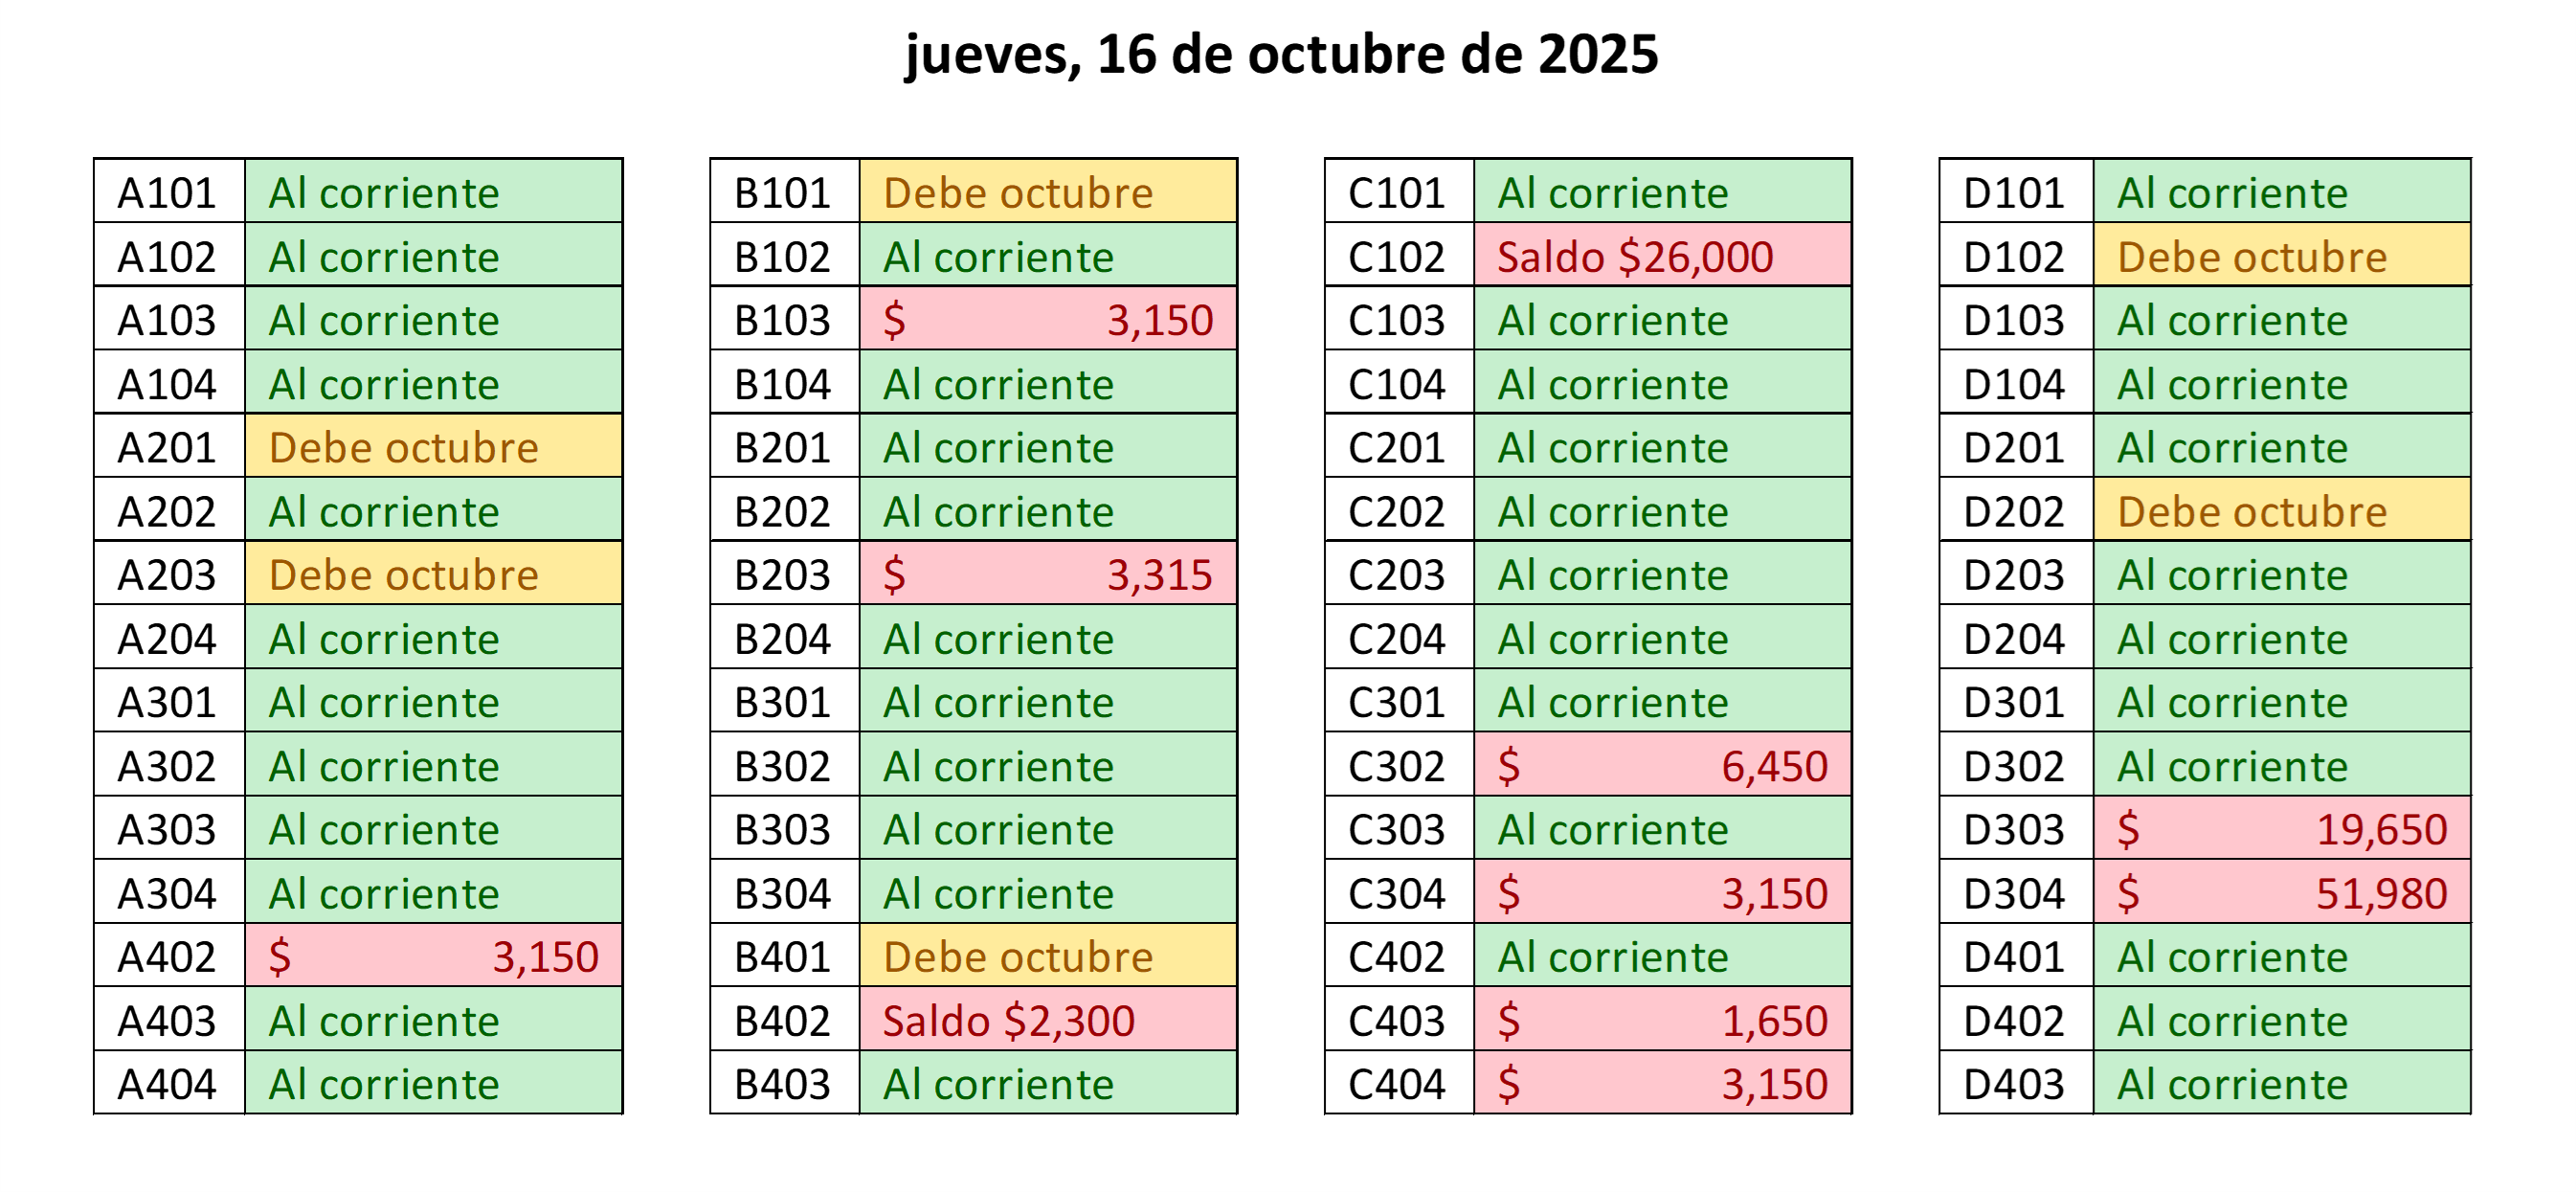 jueves, 16 de octubre de 2025
A101 Al corriente B101 Debe octubre C101 Al corriente D101 Al corriente
A102 Al corriente B102 Al corriente C102 Saldo $26,000 D102 Debe octubre
A103 Al corriente B103 $ 3,150 C103 Al corriente D103 Al corriente
A104 Al corriente B104 Al corriente C104 Al corriente D104 Al corriente
A201 Debe octubre B201 Al corriente C201 Al corriente D201 Al corriente
A202 Al corriente B202 Al corriente C202 Al corriente D202 Debe octubre
A203 Debe octubre B203 $ 3,315 C203 Al corriente D203 Al corriente
A204 Al corriente B204 Al corriente C204 Al corriente D204 Al corriente
A301 Al corriente B301 Al corriente C301 Al corriente D301 Al corriente
A302 Al corriente B302 Al corriente C302 $ 6,450 D302 Al corriente
A303 Al corriente B303 Al corriente C303 Al corriente D303 $ 19,650
A304 Al corriente B304 Al corriente C304 $ 3,150 D304 $ 51,980
A402 $ 3,150 B401 Debe octubre C402 Al corriente D401 Al corriente
A403 Al corriente B402 Saldo $2,300 C403 $ 1,650 D402 Al corriente
A404 Al corriente B403 Al corriente C404 $ 3,150 D403 Al corriente